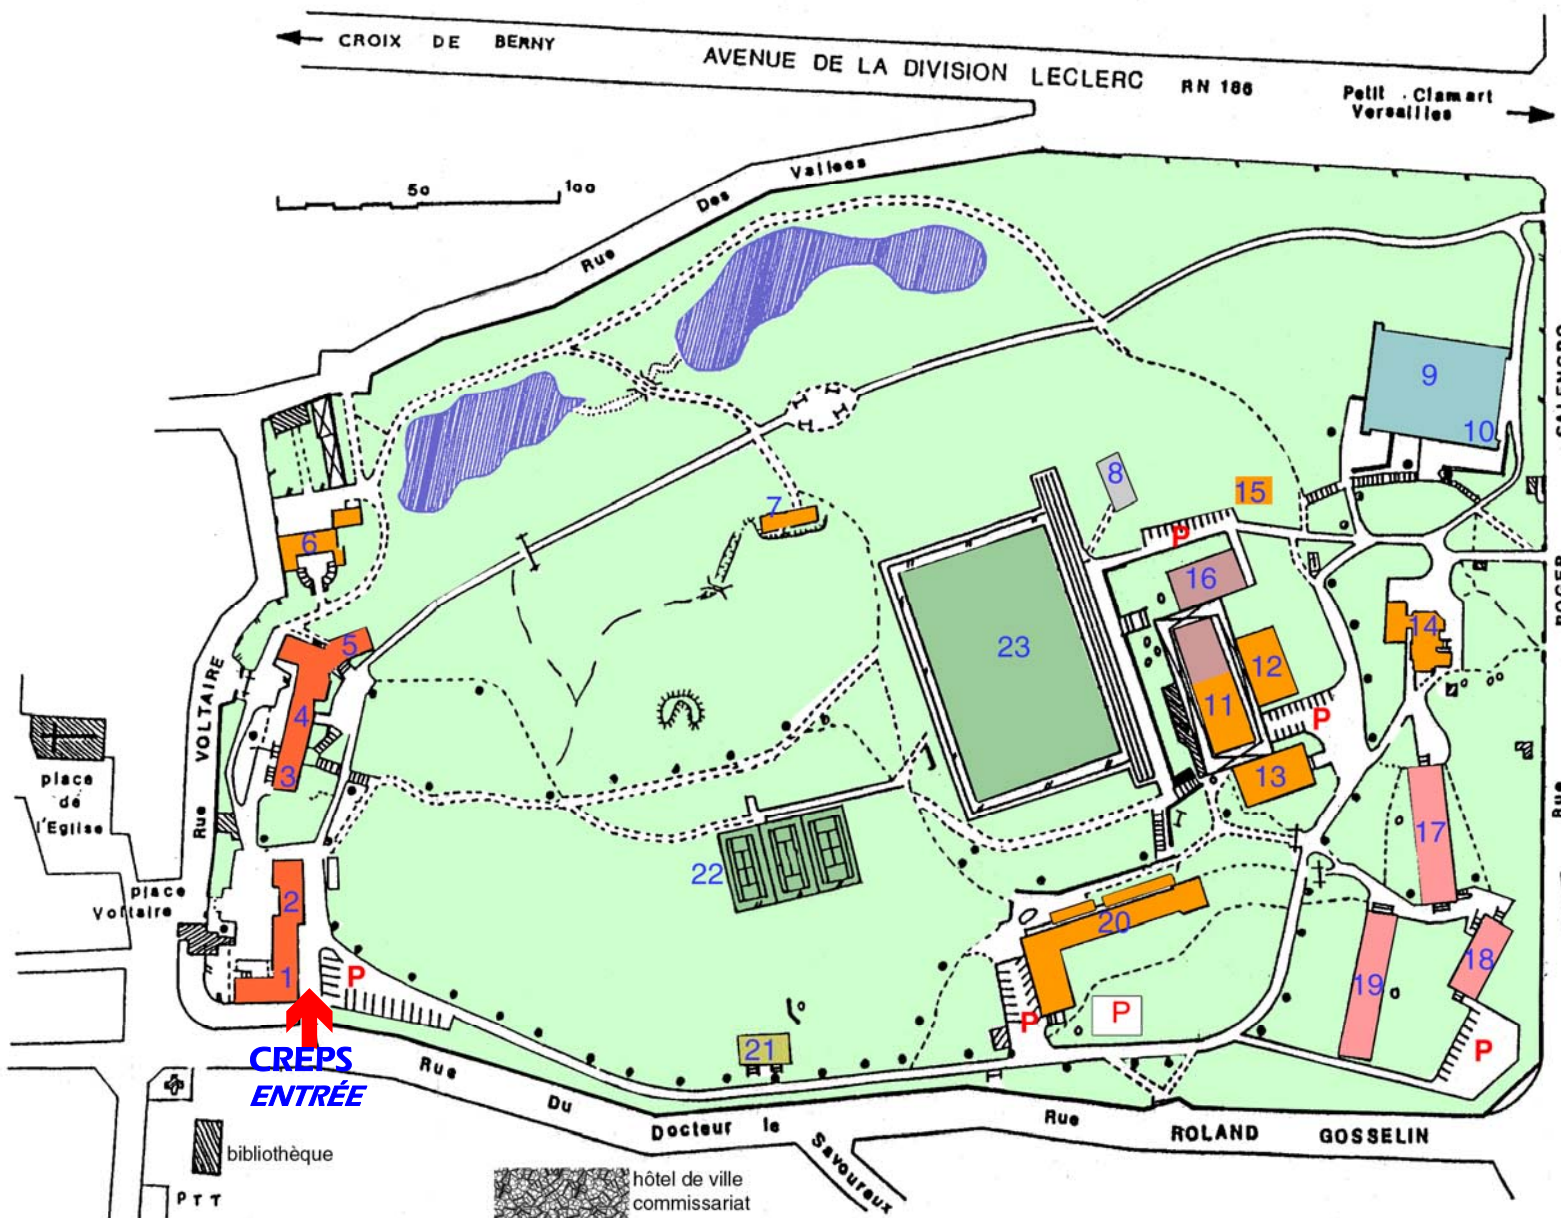 CROIX DE BERNY
AVENUE DE LA DIVISION LECLERC RN 186
Petit . Clamart
Versailles
Rue Des Vallees
50
100
9
10
8
7
15
P
16
6
ROGER
5
VOLTAIRE
Rue
23
12
14
4
11
P
3
13
place
de
l'Eglise
Rue
17
22
2
place
Voltaire
20
1
P
18
19
P
P
21
P
CREPS
ENTRÉE
Rue Du Docteur le Savoureux
Rue ROLAND GOSSELIN
bibliothèque
PTT
hôtel de ville
commissariat